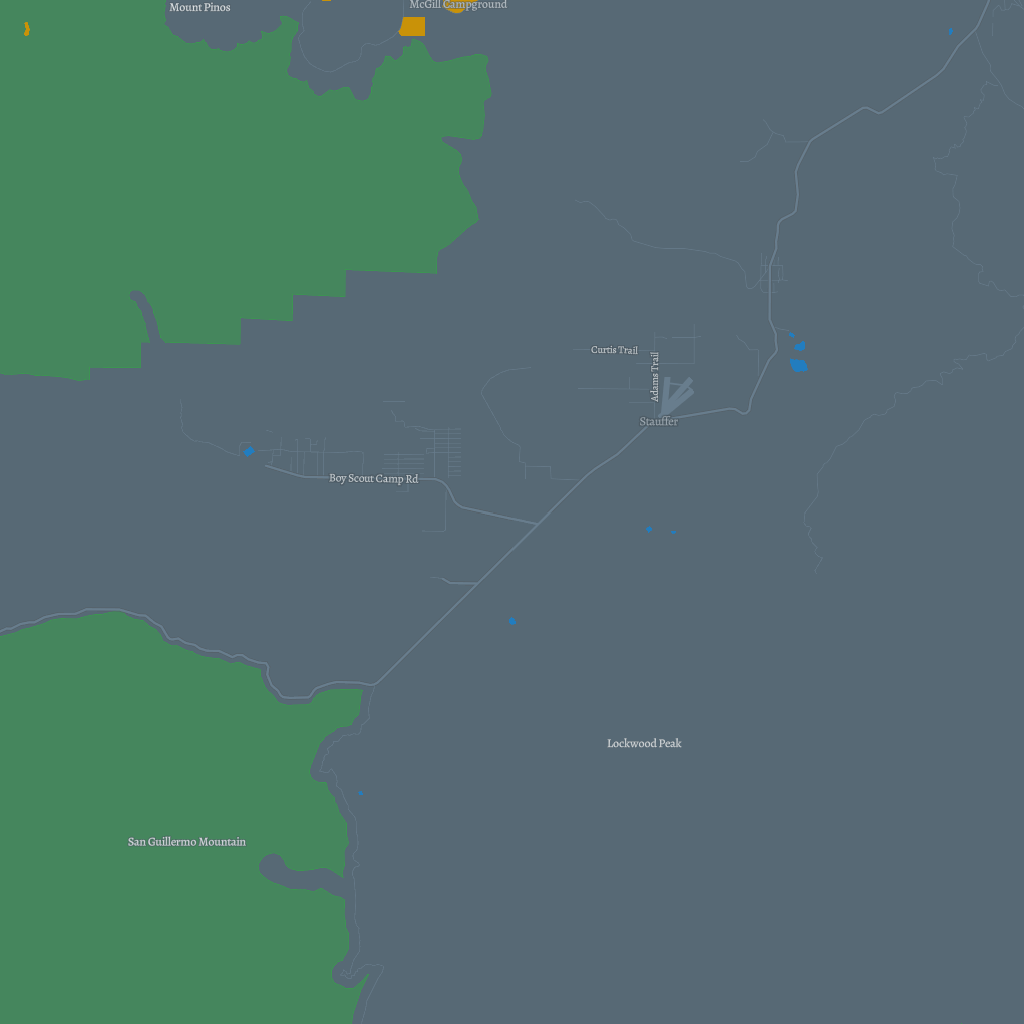 McGill Campground
Mount Pinos
Curtis Trail
Adams Trail
Stauffer
Boy Scout Camp Rd
Lockwood Peak
San Guillermo Mountain